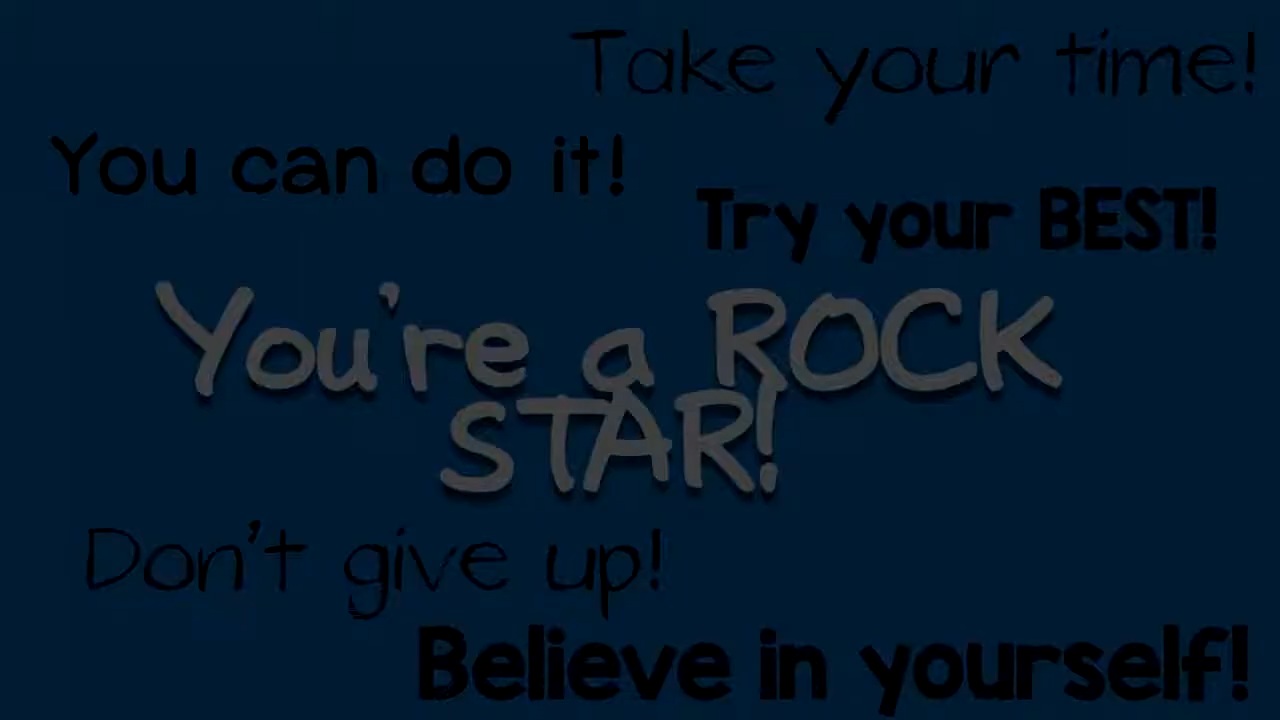 Take your time!
You can do it!
Try your BEST!
You're a ROCK
STAR!
Don't give up!
Believe in yourself!